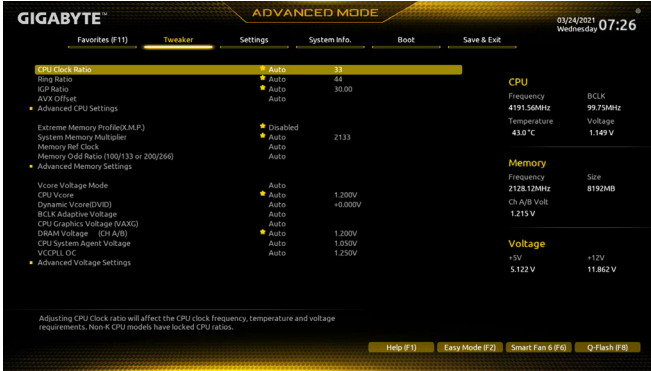 GIGABYTE™
ADVANCED MODE
03/24/2021
Wednesday 07:26
Favorites (F11) Tweaker Settings System Info. Boot Save & Exit
CPU Clock Ratio Auto 33
Ring Ratio Auto 44
IGP Ratio Auto 30.00
AVX Offset Auto
Advanced CPU Settings
Extreme Memory Profile(X.M.P.) Disabled
System Memory Multiplier Auto 2133
Memory Ref Clock Auto
Memory Odd Ratio (100/133 or 200/266) Auto
Advanced Memory Settings
Vcore Voltage Mode Auto
CPU Vcore Auto 1.200V
Dynamic Vcore(DVID) Auto +0.000V
BCLK Adaptive Voltage Auto
CPU Graphics Voltage (VAXG) Auto
DRAM Voltage (CH A/B) Auto 1.200V
CPU System Agent Voltage Auto 1.050V
VCCPLL OC Auto 1.250V
Advanced Voltage Settings
CPU
Frequency BCLK
4191.56MHz 99.75MHz
Temperature Voltage
43.0°C 1.149 V
Memory
Frequency Size
2128.12MHz 8192MB
Ch A/B Volt
1.215 V
Voltage
+5V +12V
5.122 V 11.862 V
Adjusting CPU Clock ratio will affect the CPU clock frequency, temperature and voltage
requirements. Non-K CPU models have locked CPU ratios.
Help (F1) Easy Mode (F2) Smart Fan 6 (F6) Q-Flash (F8)